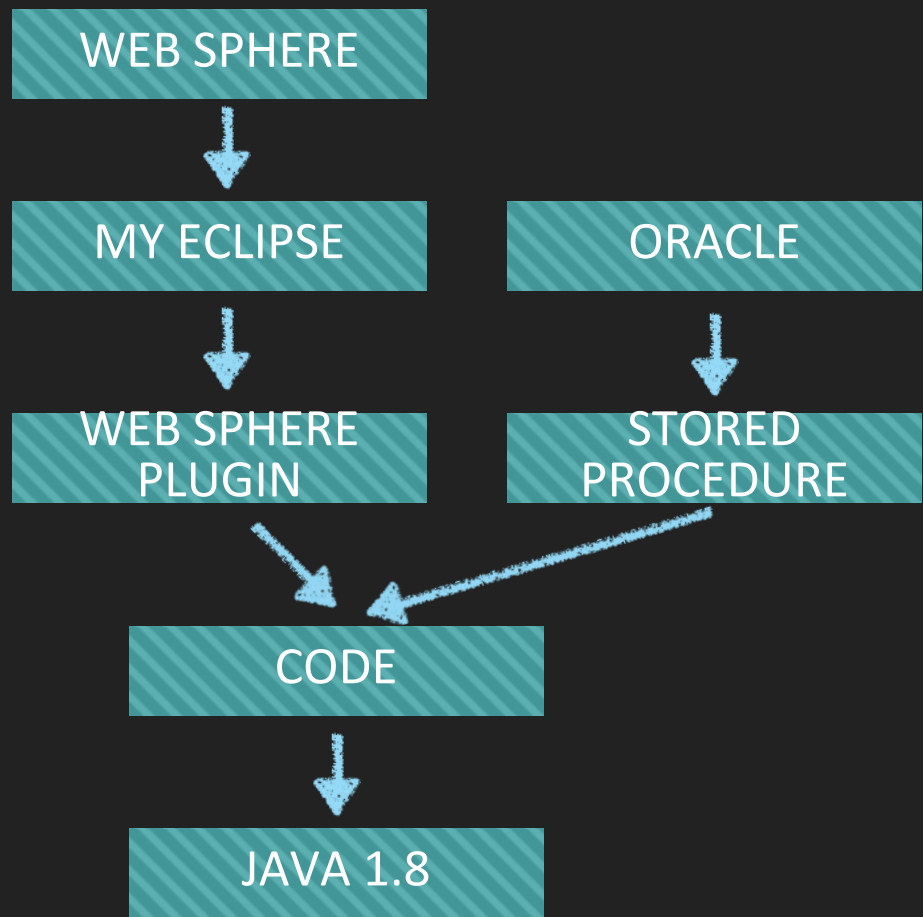 WEB SPHERE
MY ECLIPSE
ORACLE
WEB SPHERE
PLUGIN
STORED
PROCEDURE
CODE
JAVA 1.8